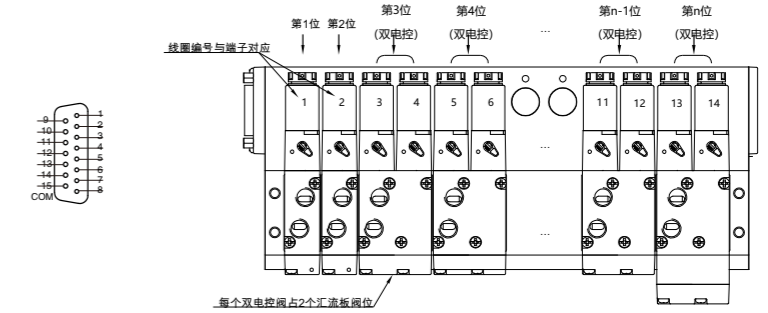 第1位 第2位 第3位 第4位 ... 第n-1位 第n位
(双电控) (双电控) (双电控) (双电控)
线圈编号与端子对应
1 2 3 4 5 6 11 12 13 14
...
...
每个双电控阀占2个汇流板阀位
1
9
2
10
3
11
4
12
5
13
6
14
7
15
8
COM